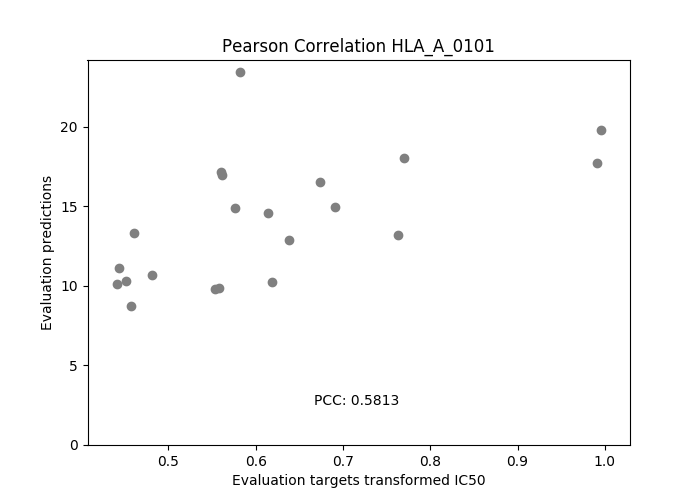 Pearson Correlation HLA_A_0101
Evaluation predictions
20
15
10
5
0
PCC: 0.5813
0.5 0.6 0.7 0.8 0.9 1.0
Evaluation targets transformed IC50